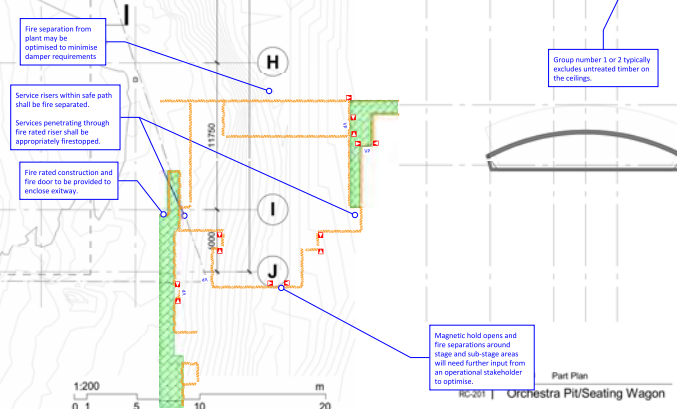 Fire separation from
plant may be
optimised to minimise
damper requirements
H
Group number 1 or 2 typically
excludes untreated timber on
the ceilings.
Service risers within safe path
shall be fire separated.
Services penetrating through
fire rated riser shall be
appropriately firestopped.
11750
Fire rated construction and
fire door to be provided to
enclose exitway.
I
5000
J
Magnetic hold opens and
fire separations around
stage and sub-stage areas
will need further input from
an operational stakeholder
to optimise.
1:200
m
0 1 5 10 20
Part Plan
RC-201 Orchestra Pit/Seating Wagon